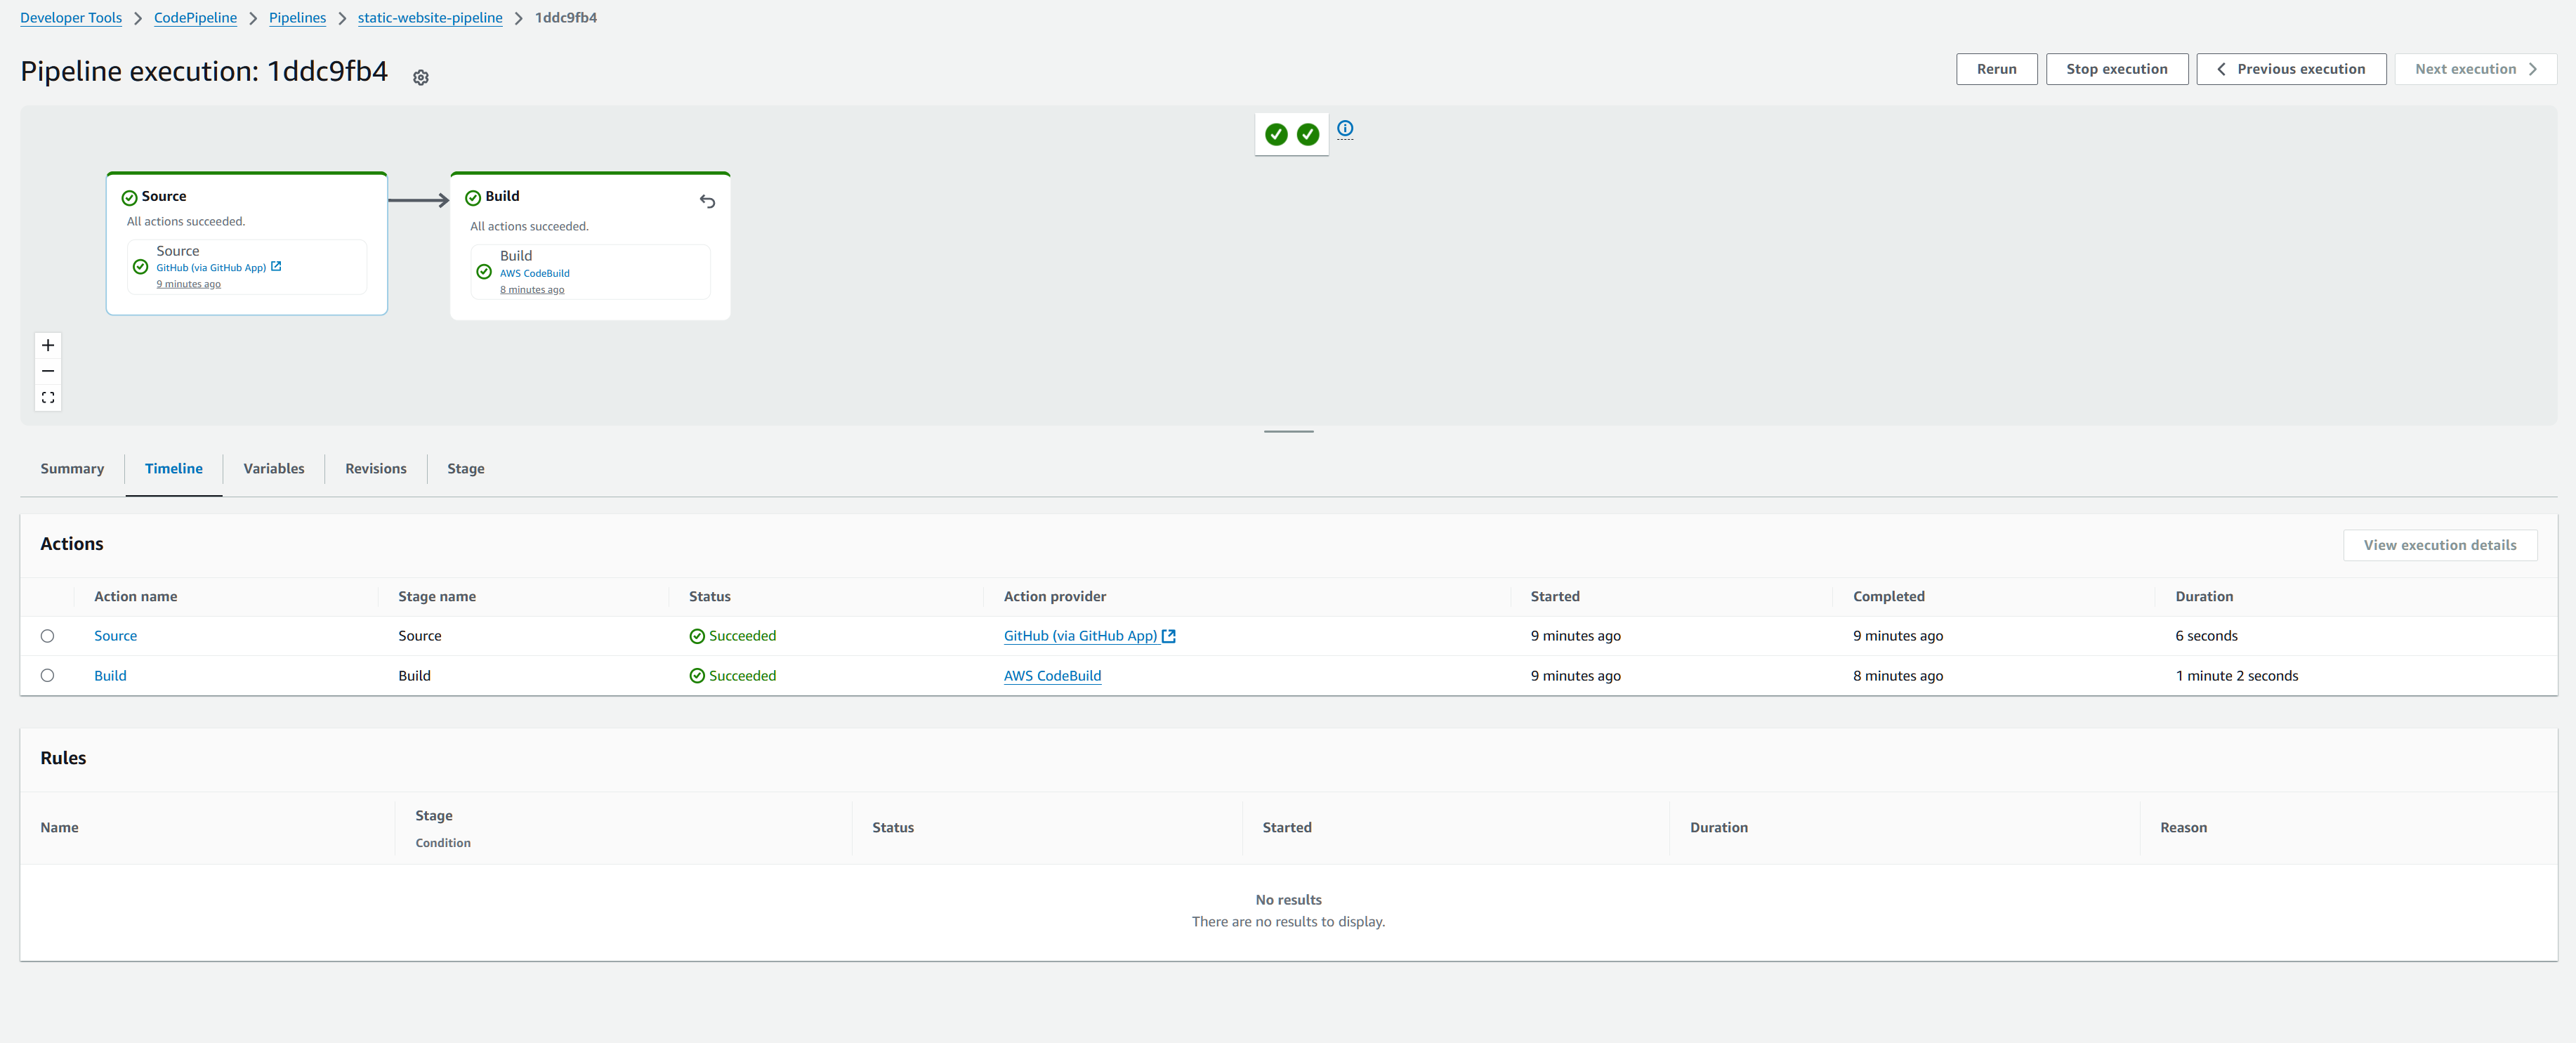 Developer Tools > CodePipeline > Pipelines > static-website-pipeline > 1ddc9fb4
Pipeline execution: 1ddc9fb4
Rerun
Stop execution
Previous execution
Next execution
Source
All actions succeeded.
Source
GitHub (via GitHub App)
9 minutes ago
Build
All actions succeeded.
Build
AWS CodeBuild
8 minutes ago
Summary Timeline Variables Revisions Stage
Actions
View execution details
Action name Stage name Status Action provider Started Completed Duration
Source Source Succeeded GitHub (via GitHub App) 9 minutes ago 9 minutes ago 6 seconds
Build Build Succeeded AWS CodeBuild 9 minutes ago 8 minutes ago 1 minute 2 seconds
Rules
Name Stage Condition Status Started Duration Reason
No results
There are no results to display.